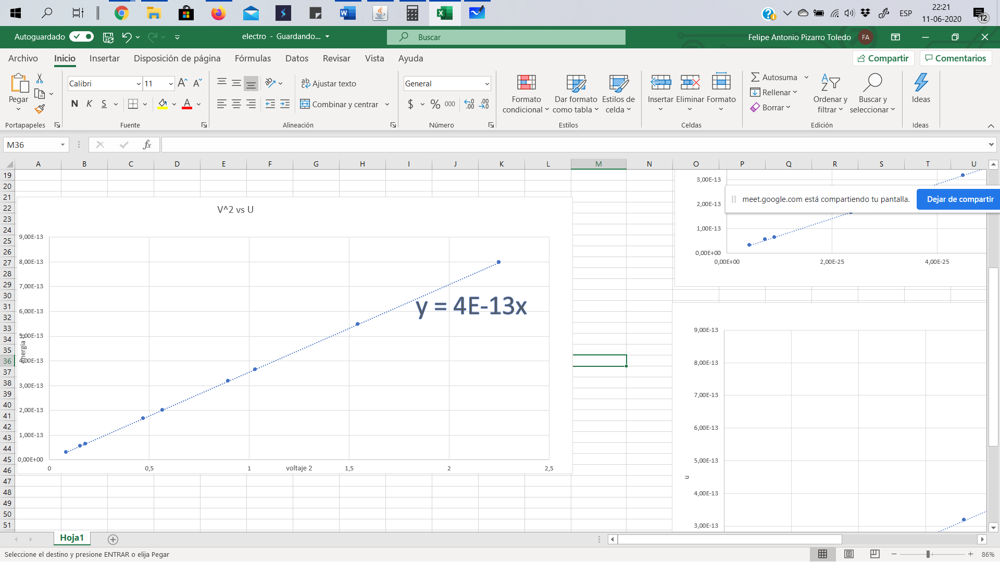 ESP
22:21
11-06-2020
12
Autoguardado
electro - Guardando...
Buscar
Felipe Antonio Pizarro Toledo
FA
Archivo
Inicio
Insertar
Disposición de página
Fórmulas
Datos
Revisar
Vista
Ayuda
Compartir
Comentarios
Pegar
Calibri
11
N K S
Ajustar texto
Combinar y centrar
General
$ % 000
Formato
condicional
Dar formato
como tabla
Estilos de
celda
Insertar
Eliminar
Formato
Autosuma
Rellenar
Borrar
Ordenar y
filtrar
Buscar y
seleccionar
Ideas
Portapapeles
Fuente
Alineación
Número
Estilos
Celdas
Edición
Ideas
M36
fx
A B C D E F G H I J K L M N O P Q R S T U
19
20
21
22
23
24
25
26
27
28
29
30
31
32
33
34
35
36
37
38
39
40
41
42
43
44
45
46
47
48
49
50
51
V^2 vs U
9,00E-13
8,00E-13
7,00E-13
6,00E-13
5,00E-13
4,00E-13
3,00E-13
2,00E-13
1,00E-13
0,00E+00
energia
y = 4E-13x
0 0,5 1 1,5 2 2,5
voltaje 2
3,00E-13
2,00E-13
1,00E-13
0,00E+00
0,00E+00 2,00E-25 4,00E-25
meet.google.com está compartiendo tu pantalla.
Dejar de compartir
9,00E-13
8,00E-13
7,00E-13
6,00E-13
5,00E-13
4,00E-13
3,00E-13
u
Hoja1
Seleccione el destino y presione ENTRAR o elija Pegar
86%